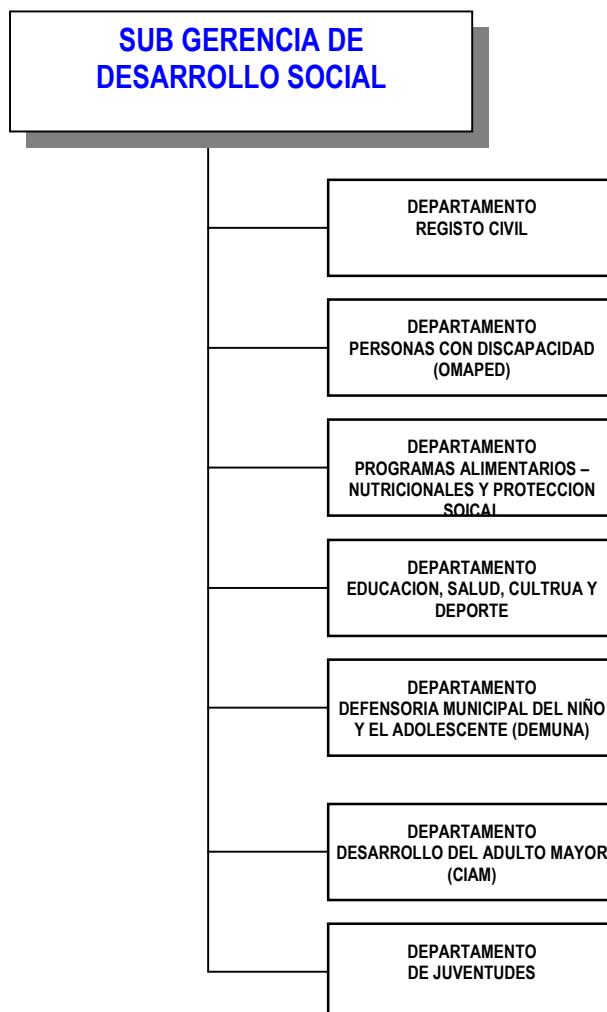 SUB GERENCIA DE
DESARROLLO SOCIAL
DEPARTAMENTO
REGISTO CIVIL
DEPARTAMENTO
PERSONAS CON DISCAPACIDAD
(OMAPED)
DEPARTAMENTO
PROGRAMAS ALIMENTARIOS –
NUTRICIONALES Y PROTECCION
SOICAL
DEPARTAMENTO
EDUCACION, SALUD, CULTRUA Y
DEPORTE
DEPARTAMENTO
DEFENSORIA MUNICIPAL DEL NIÑO
Y EL ADOLESCENTE (DEMUNA)
DEPARTAMENTO
DESARROLLO DEL ADULTO MAYOR
(CIAM)
DEPARTAMENTO
DE JUVENTUDES